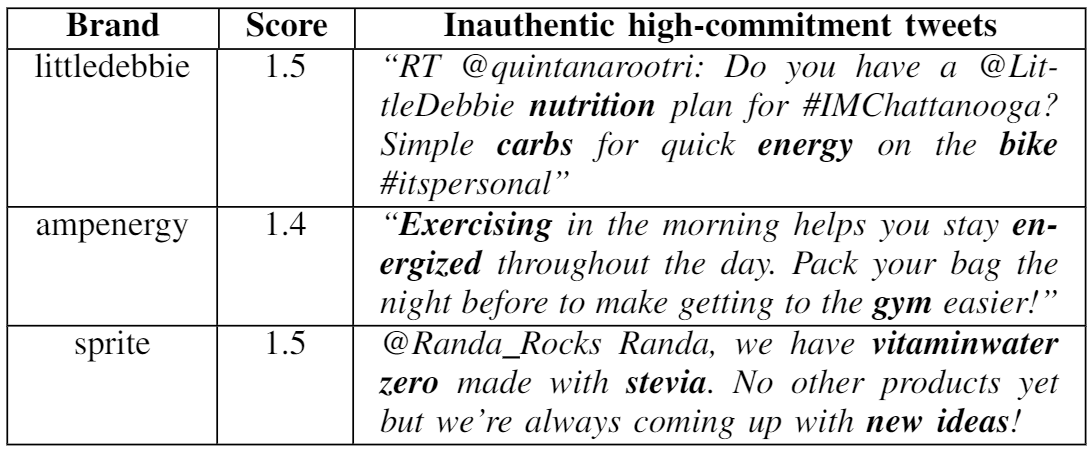 Brand Score Inauthentic high-commitment tweets
littledebbie 1.5 “RT @quintanarootri: Do you have a @Lit-
tleDebbie nutrition plan for #IMChattanooga?
Simple carbs for quick energy on the bike
#itspersonal”
ampenergy 1.4 “Exercising in the morning helps you stay en-
ergized throughout the day. Pack your bag the
night before to make getting to the gym easier!”
sprite 1.5 @Randa_Rocks Randa, we have vitaminwater
zero made with stevia. No other products yet
but we're always coming up with new ideas!